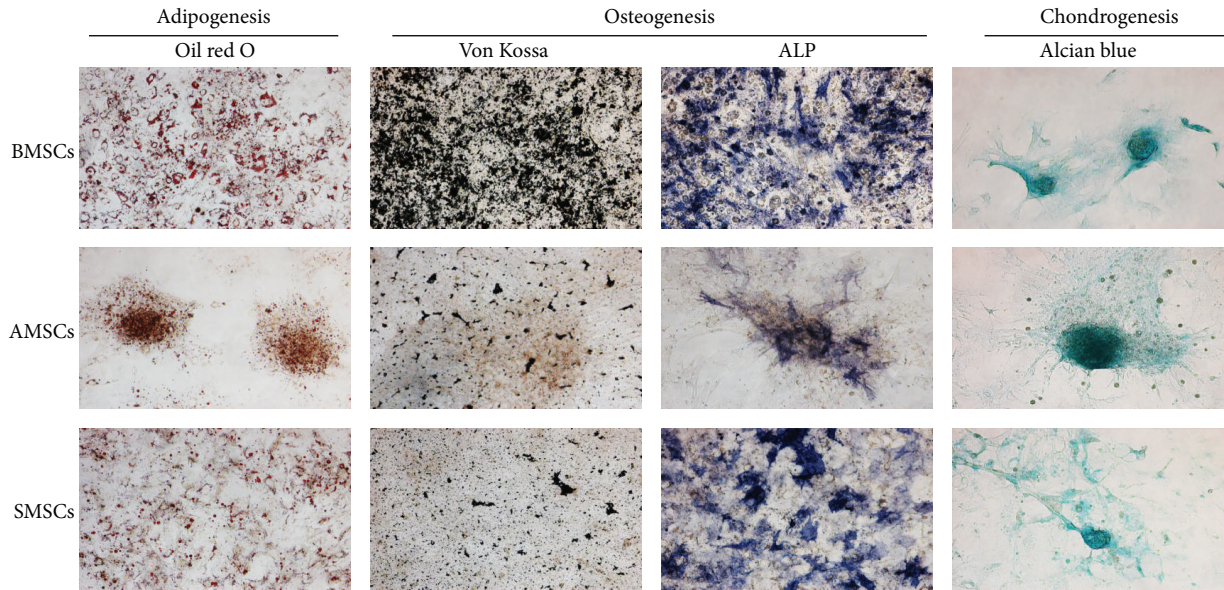 Adipogenesis Osteogenesis Chondrogenesis
Oil red O Von Kossa ALP Alcian blue
BMSCs
AMSCs
SMSCs